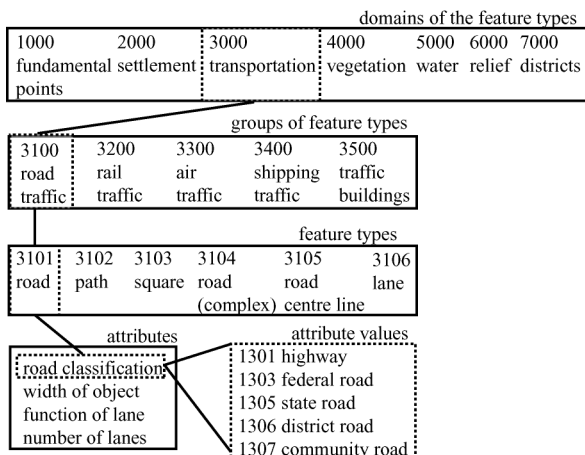 domains of the feature types
1000 2000 3000 4000 5000 6000 7000
fundamental settlement transportation vegetation water relief districts
points
groups of feature types
3100 3200 3300 3400 3500
road rail air shipping traffic
traffic traffic traffic traffic buildings
feature types
3101 3102 3103 3104 3105 3106
road path square road road lane
(complex) centre line
attributes
road classification
width of object
function of lane
number of lanes
attribute values
1301 highway
1303 federal road
1305 state road
1306 district road
1307 community road